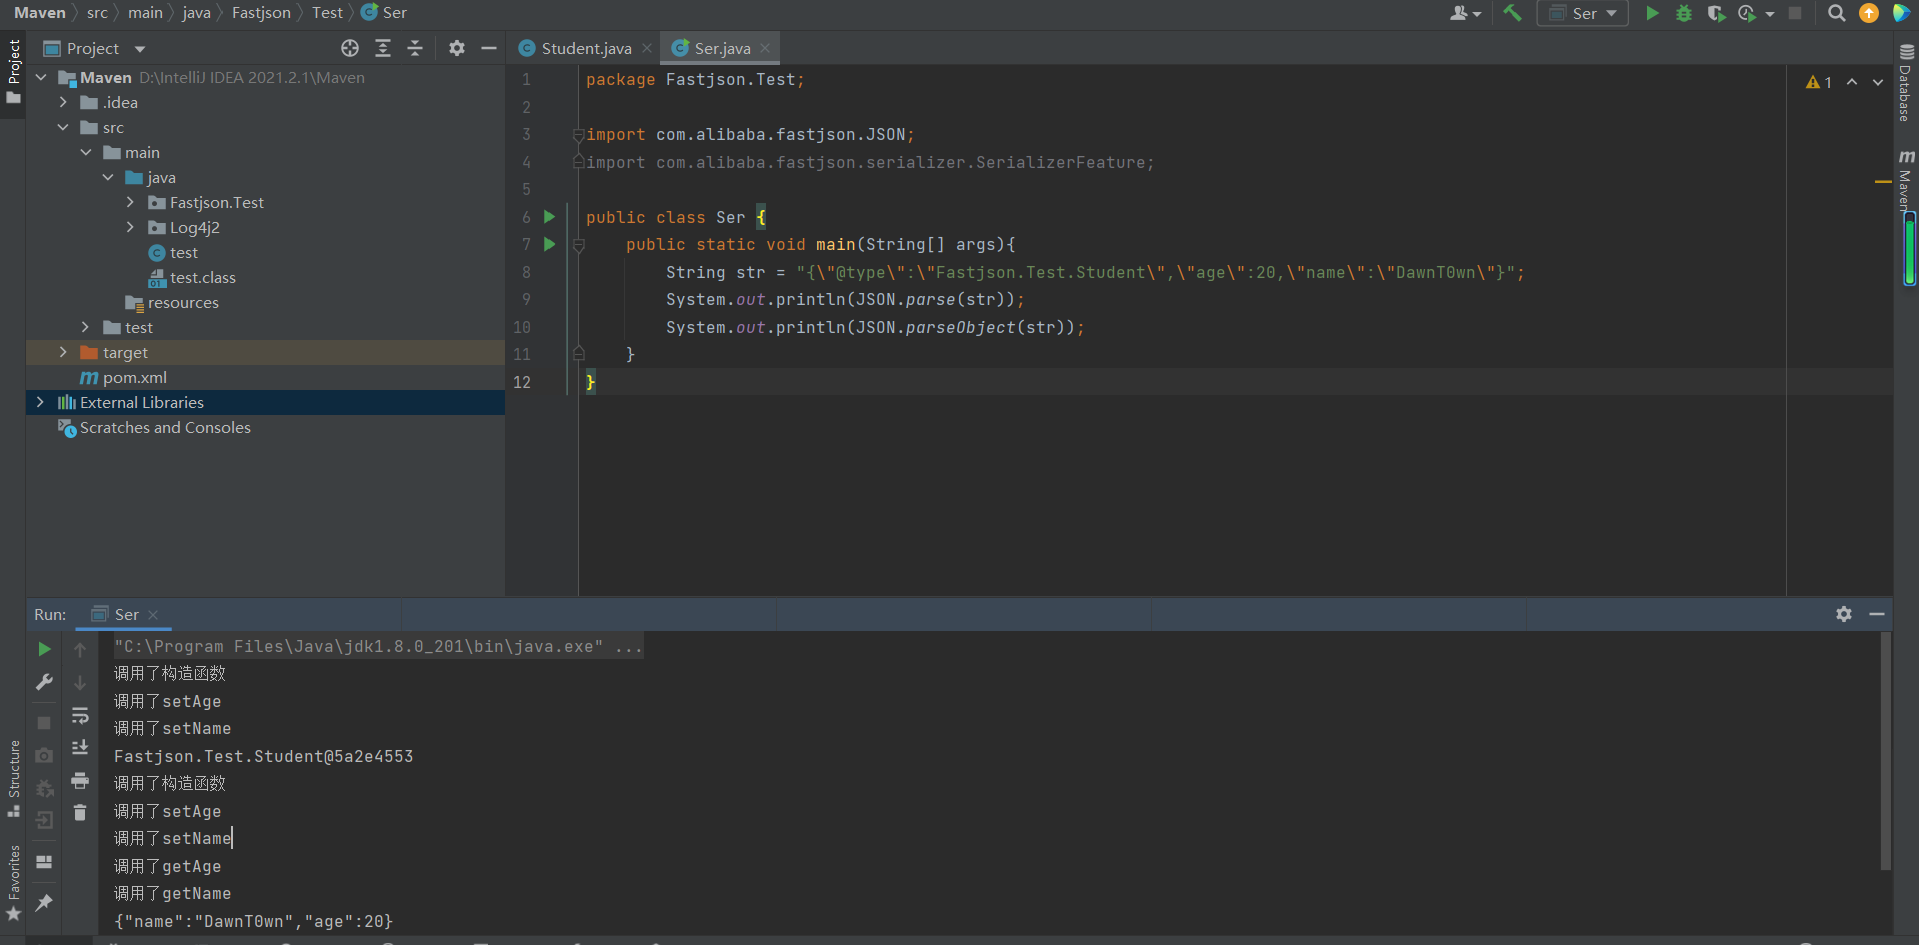 Maven src main java Fastjson Test Ser
Ser
Project
Student.java Ser.java
Project
Maven D:\IntelliJ IDEA 2021.2.1\Maven
.idea
src
main
java
Fastjson.Test
Log4j2
test
test.class
resources
test
target
pom.xml
External Libraries
Scratches and Consoles
1 package Fastjson.Test;
2
3 import com.alibaba.fastjson.JSON;
4 import com.alibaba.fastjson.serializer.SerializerFeature;
5
6 public class Ser {
7 public static void main(String[] args){
8 String str = "{\"@type\":\"Fastjson.Test.Student\",\"age\":20,\"name\":\"DawnT0wn\"}";
9 System.out.println(JSON.parse(str));
10 System.out.println(JSON.parseObject(str));
11 }
12 }
1
Database
Maven
Run: Ser
"C:\Program Files\Java\jdk1.8.0_201\bin\java.exe" ...
调用了构造函数
调用了setAge
调用了setName
Fastjson.Test.Student@5a2e4553
调用了构造函数
调用了setAge
调用了setName
调用了getAge
调用了getName
{"name":"DawnT0wn","age":20}
Structure
Favorites